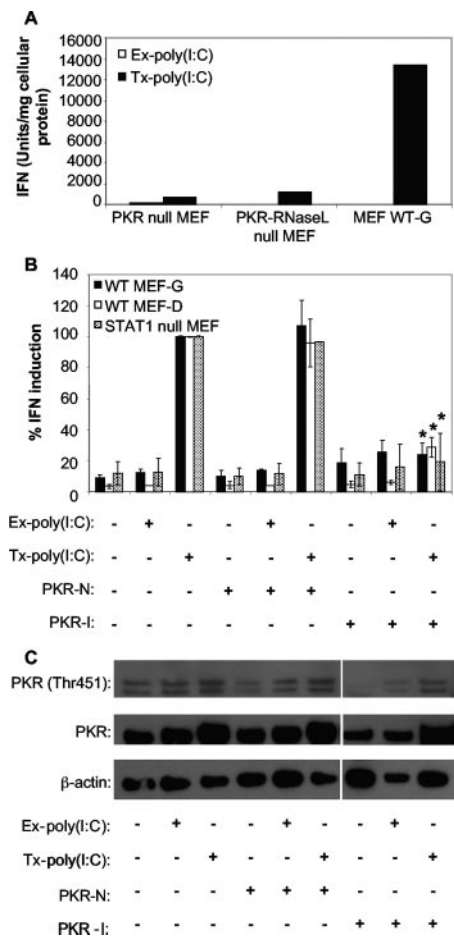 A
IFN (Units/mg cellular protein)
16000
14000
12000
10000
8000
6000
4000
2000
0
Ex-poly(I:C)
Tx-poly(I:C)
PKR null MEF
PKR-RNaseL null MEF
MEF WT-G
B
% IFN induction
140
120
100
80
60
40
20
0
WT MEF-G
WT MEF-D
STAT1 null MEF
* * *
Ex-poly(I:C): - + - - + - - + -
Tx-poly(I:C): - - + - - + - - +
PKR-N: - - - + + + - - -
PKR-I: - - - - - - + + +
C
PKR (Thr451):
PKR:
β-actin:
Ex-poly(I:C): - + - - + - - + -
Tx-poly(I:C): - - + - - + - - +
PKR-N: - - - + + + - - -
PKR -I: - - - - - - + + +